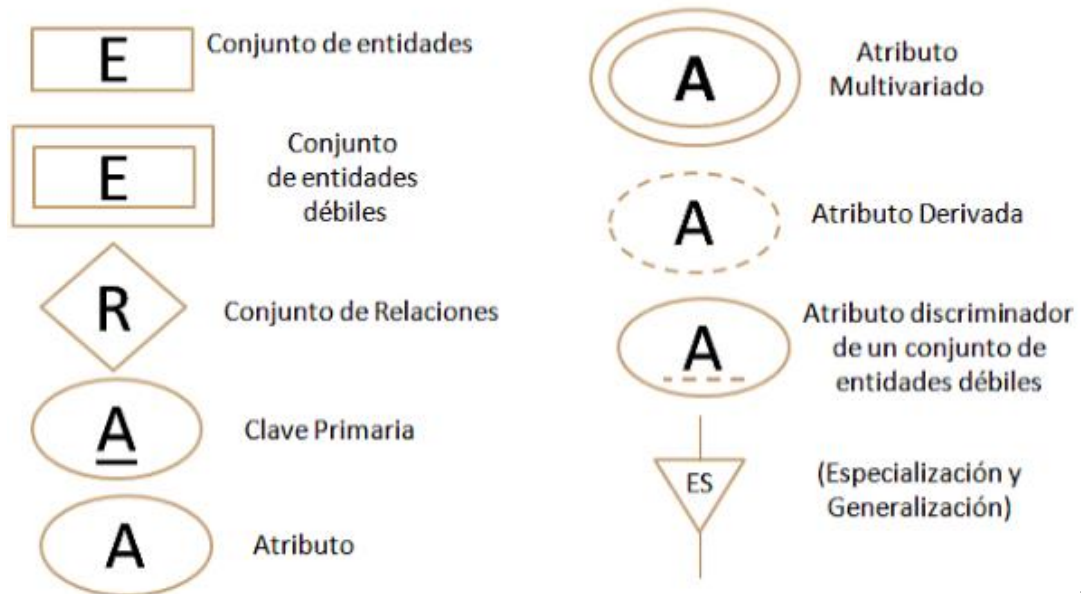 E
Conjunto de entidades
E
Conjunto
de entidades
débiles
R
Conjunto de Relaciones
A
Clave Primaria
A
Atributo
A
Atributo
Multivariado
A
Atributo Derivada
A
Atributo discriminador
de un conjunto de
entidades débiles
ES
(Especialización y
Generalización)